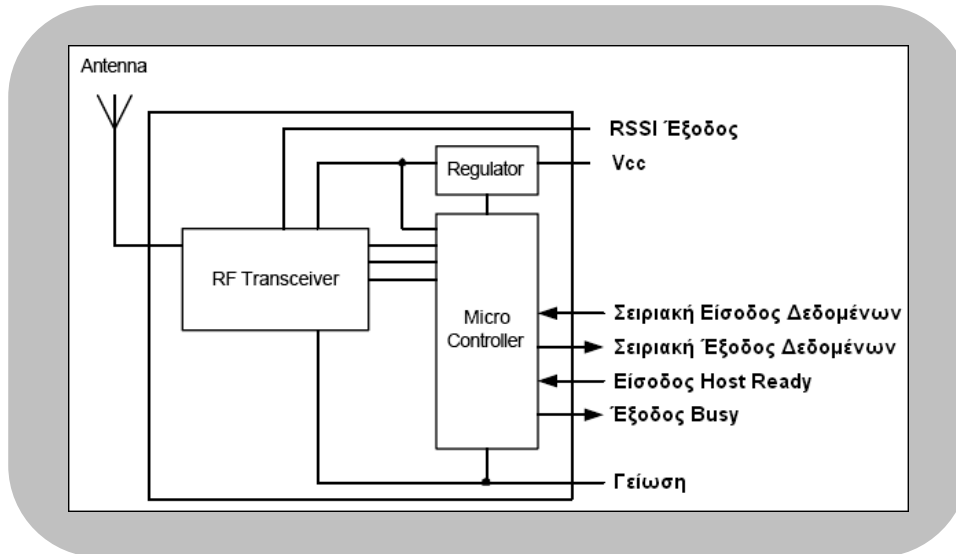 Antenna
RSSI Έξοδος
Regulator
Vcc
RF Transceiver
Micro
Controller
Σειριακή Είσοδος Δεδομένων
Σειριακή Έξοδος Δεδομένων
Είσοδος Host Ready
Έξοδος Busy
Γείωση